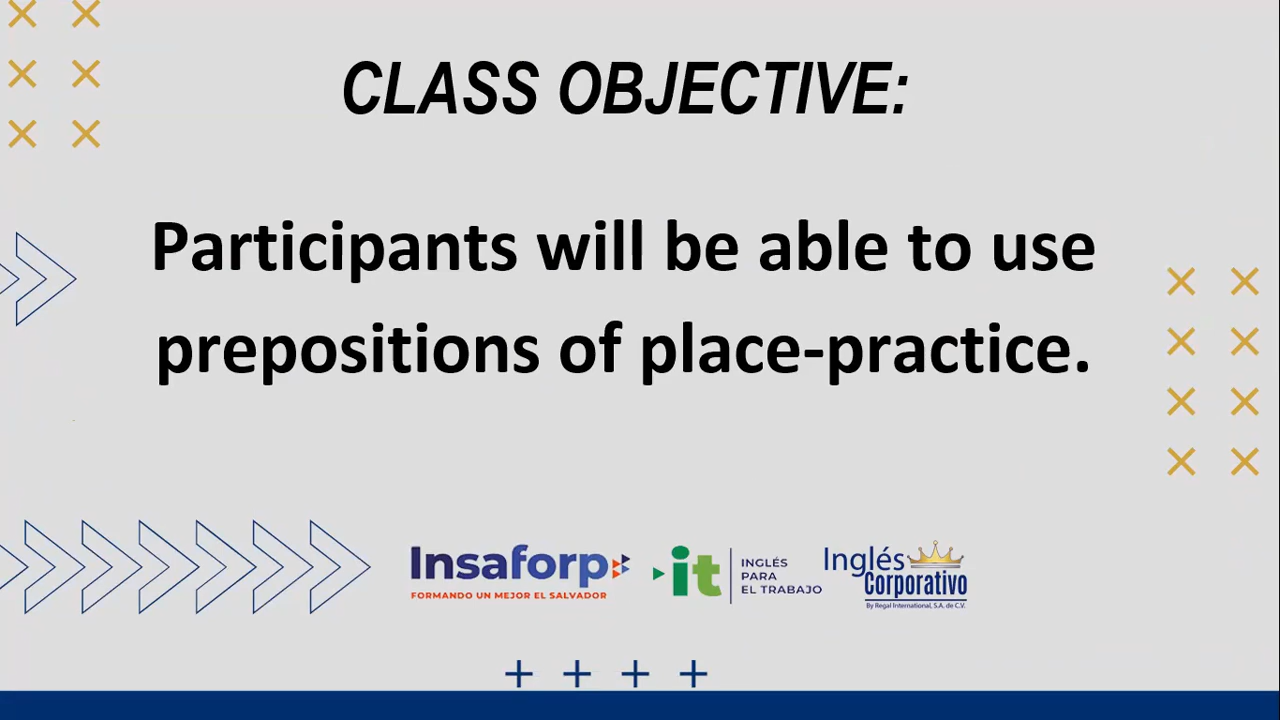 CLASS OBJECTIVE:
Participants will be able to use
prepositions of place-practice.
Insaforp
FORMANDO UN MEJOR EL SALVADOR
it
INGLÉS
PARA
EL TRABAJO
Inglés
Corporativo
By Regal International, S.A. de C.V.